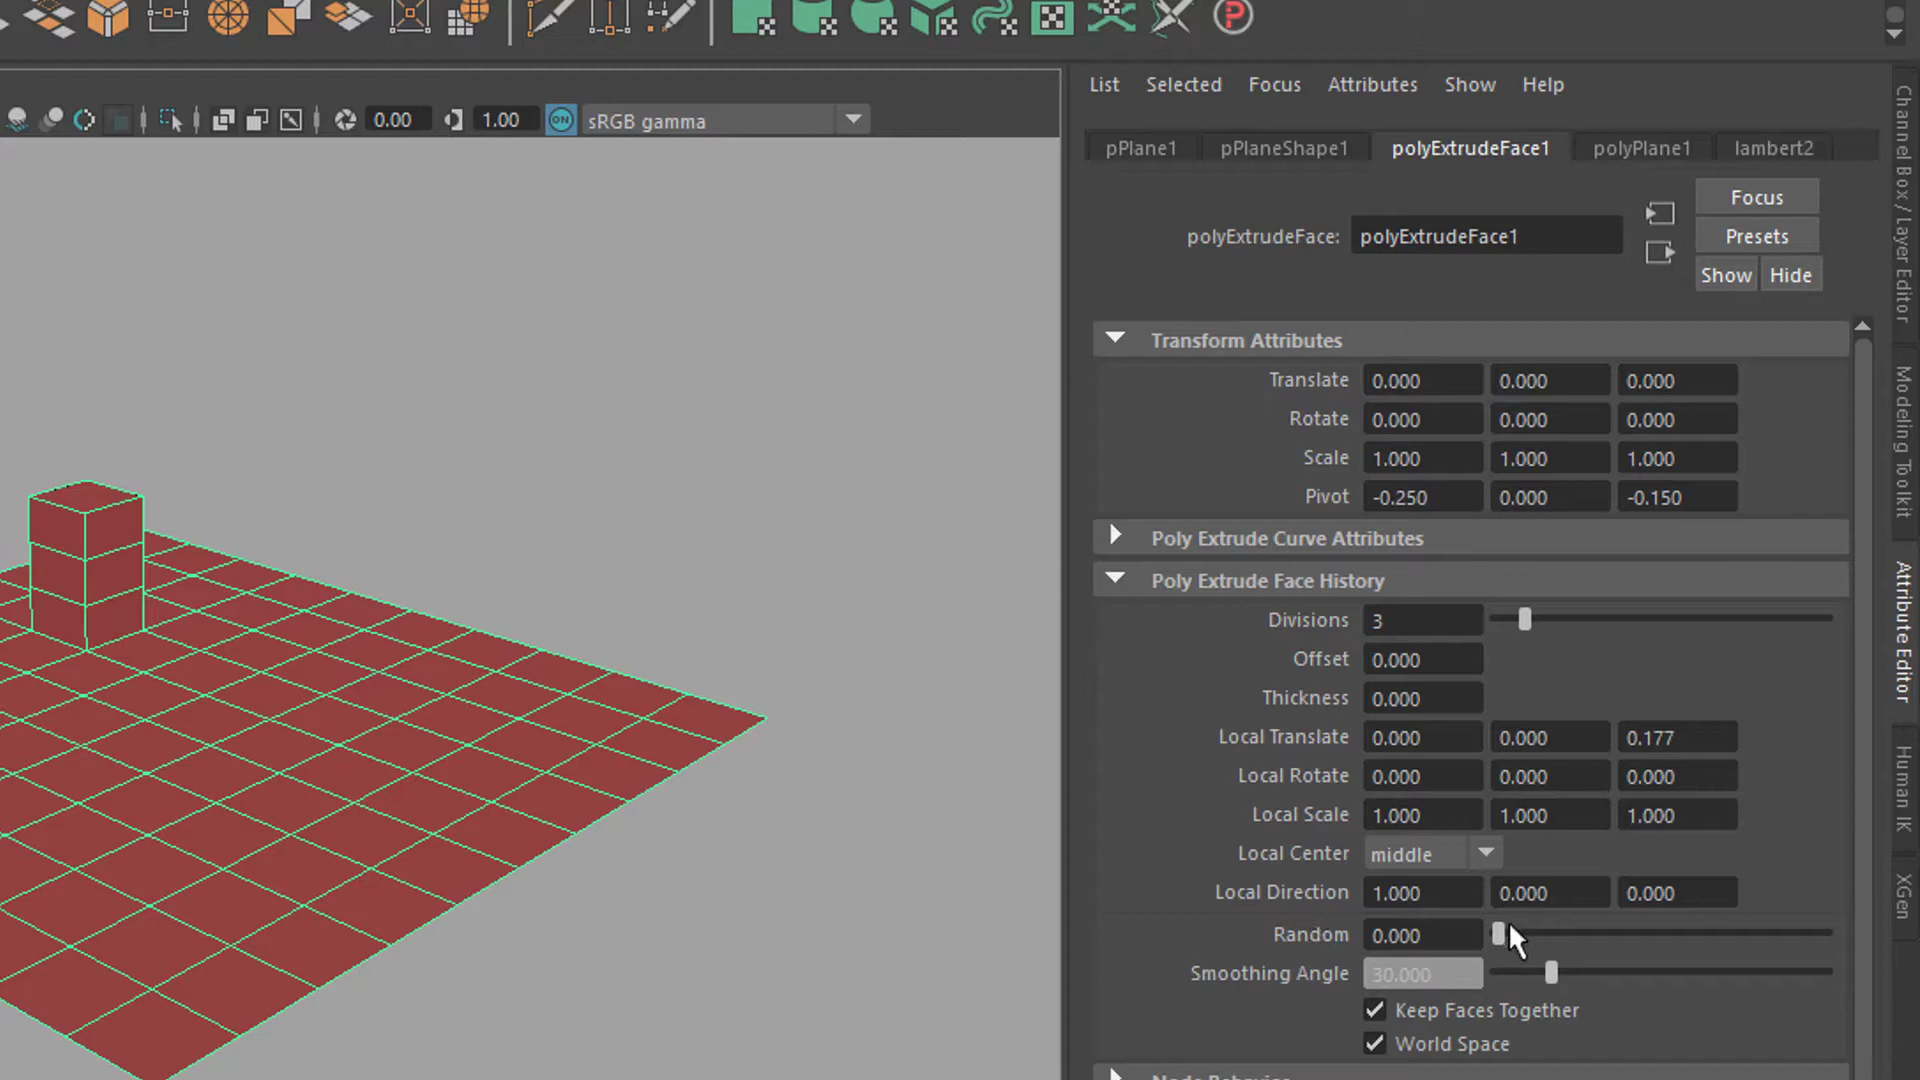 List Selected Focus Attributes Show Help
0.00 1.00 ON sRGB gamma
pPlane1 pPlaneShape1 polyExtrudeFace1 polyPlane1 lambert2
Focus
polyExtrudeFace: polyExtrudeFace1 Presets
Show Hide
Transform Attributes
Translate 0.000 0.000 0.000
Rotate 0.000 0.000 0.000
Scale 1.000 1.000 1.000
Pivot -0.250 0.000 -0.150
Poly Extrude Curve Attributes
Poly Extrude Face History
Divisions 3
Offset 0.000
Thickness 0.000
Local Translate 0.000 0.000 0.177
Local Rotate 0.000 0.000 0.000
Local Scale 1.000 1.000 1.000
Local Center middle
Local Direction 1.000 0.000 0.000
Random 0.000
Smoothing Angle 30.000
Keep Faces Together
World Space
Channel Box / Layer Editor
Modeling Toolkit
Attribute Editor
Human IK
XGen